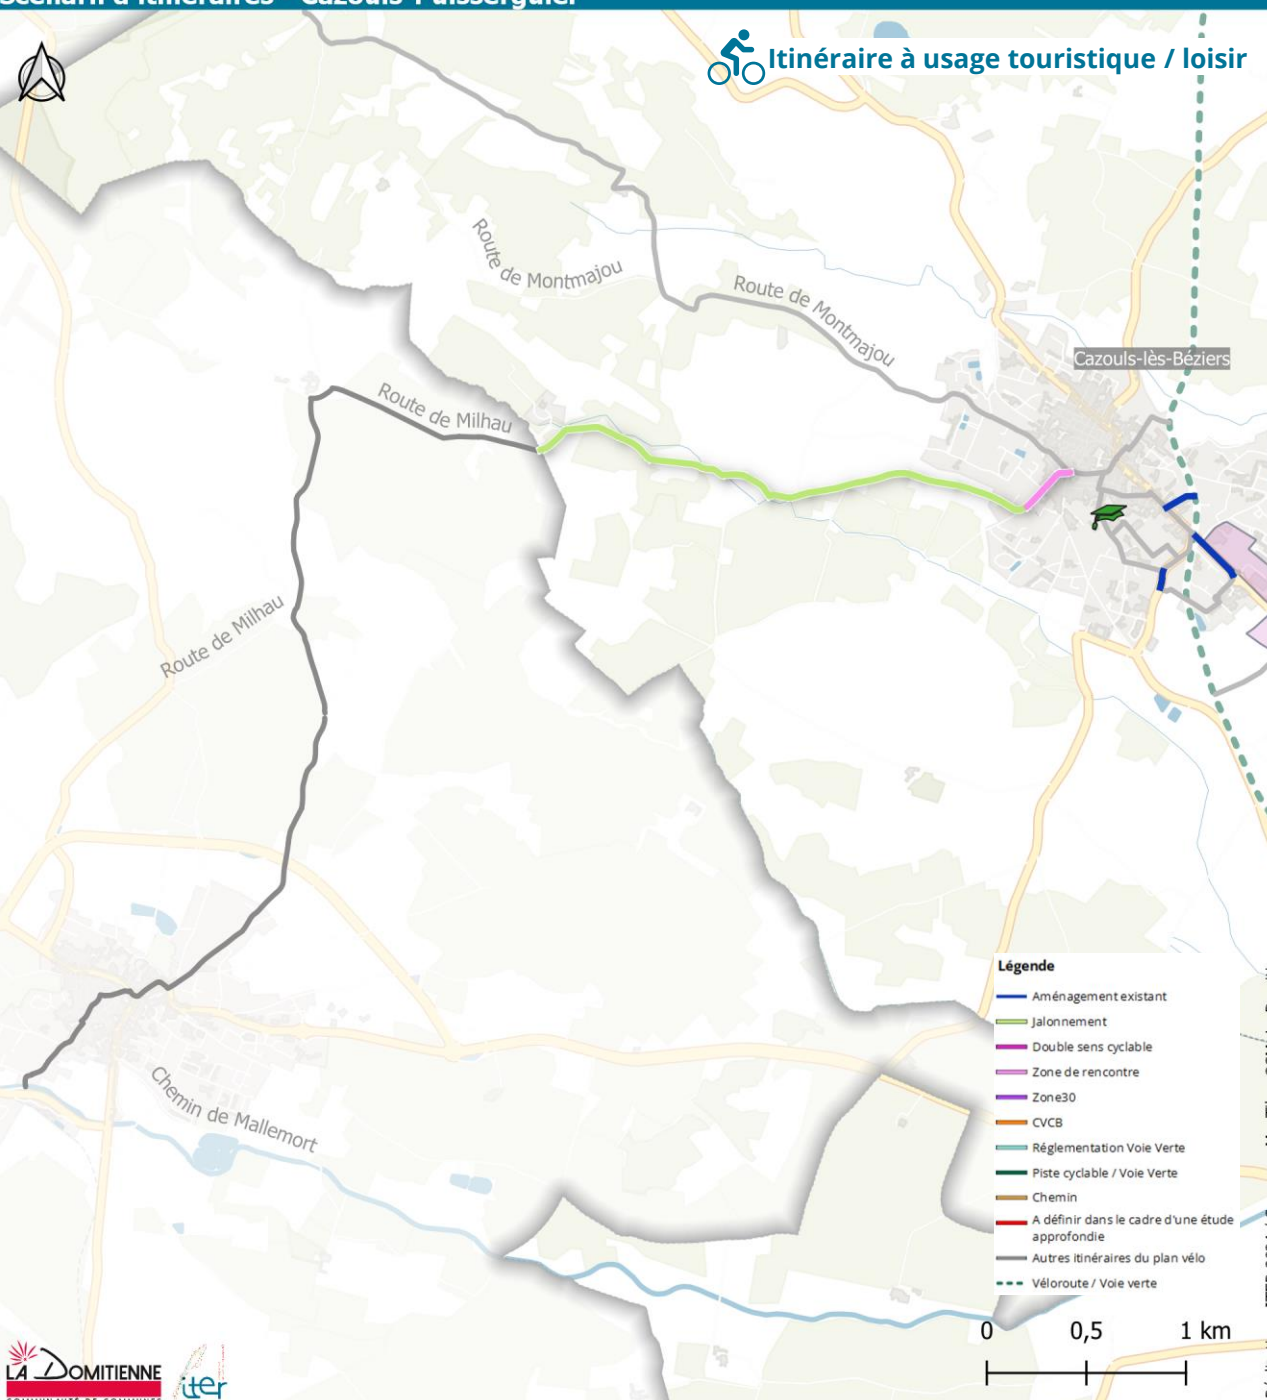 Itinéraire à usage touristique / loisir
Route de Montmajou
Route de Montmajou
Cazouls-lès-Béziers
Route de Milhau
Route de Milhau
Chemin de Mallemort
Légende
Aménagement existant
Jalonnement
Double sens cyclable
Zone de rencontre
Zone30
CVCB
Réglementation Voie Verte
Piste cyclable / Voie Verte
Chemin
A définir dans le cadre d'une étude
approfondie
Autres itinéraires du plan vélo
Véloroute / Voie verte
0 0,5 1 km
LA DOMITIENNE
iter